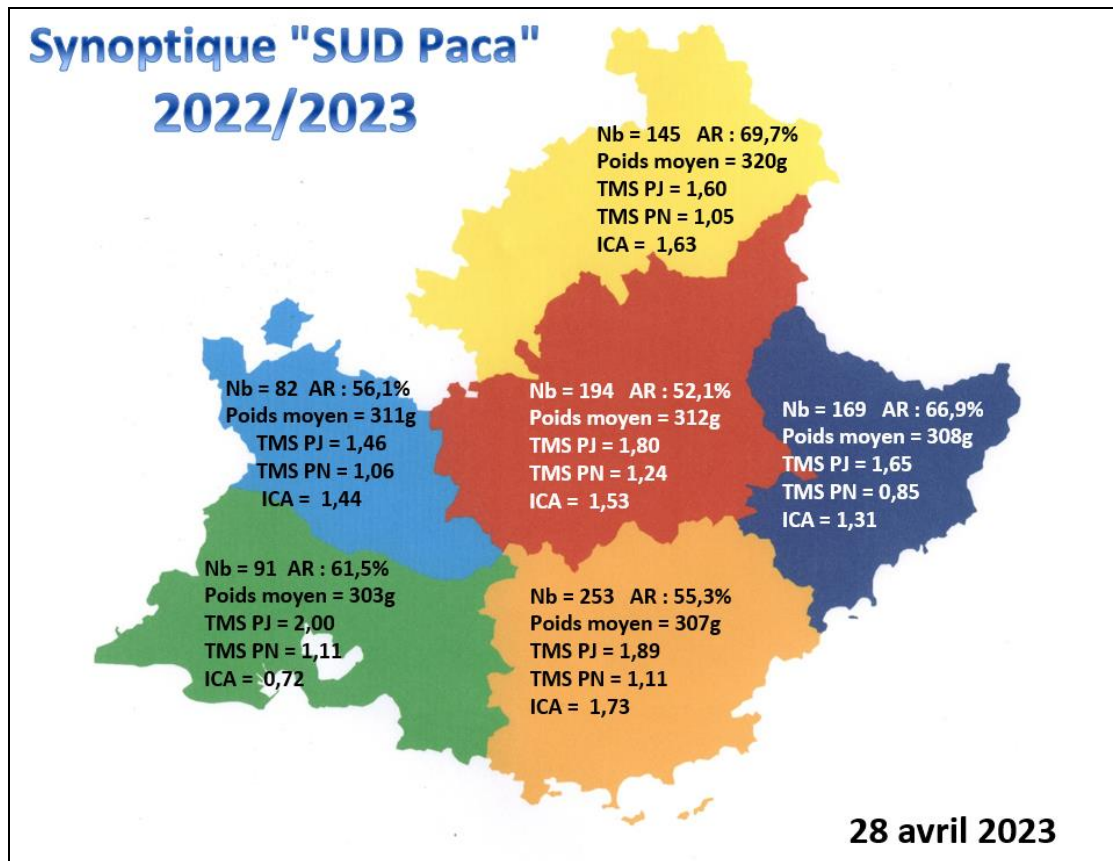 Synoptique "SUD Paca"
2022/2023
Nb = 145 AR : 69,7%
Poids moyen = 320g
TMS PJ = 1,60
TMS PN = 1,05
ICA = 1,63
Nb = 82 AR : 56,1%
Poids moyen = 311g
TMS PJ = 1,46
TMS PN = 1,06
ICA = 1,44
Nb = 194 AR : 52,1%
Poids moyen = 312g
TMS PJ = 1,80
TMS PN = 1,24
ICA = 1,53
Nb = 169 AR : 66,9%
Poids moyen = 308g
TMS PJ = 1,65
TMS PN = 0,85
ICA = 1,31
Nb = 91 AR : 61,5%
Poids moyen = 303g
TMS PJ = 2,00
TMS PN = 1,11
ICA = 0,72
Nb = 253 AR : 55,3%
Poids moyen = 307g
TMS PJ = 1,89
TMS PN = 1,11
ICA = 1,73
28 avril 2023